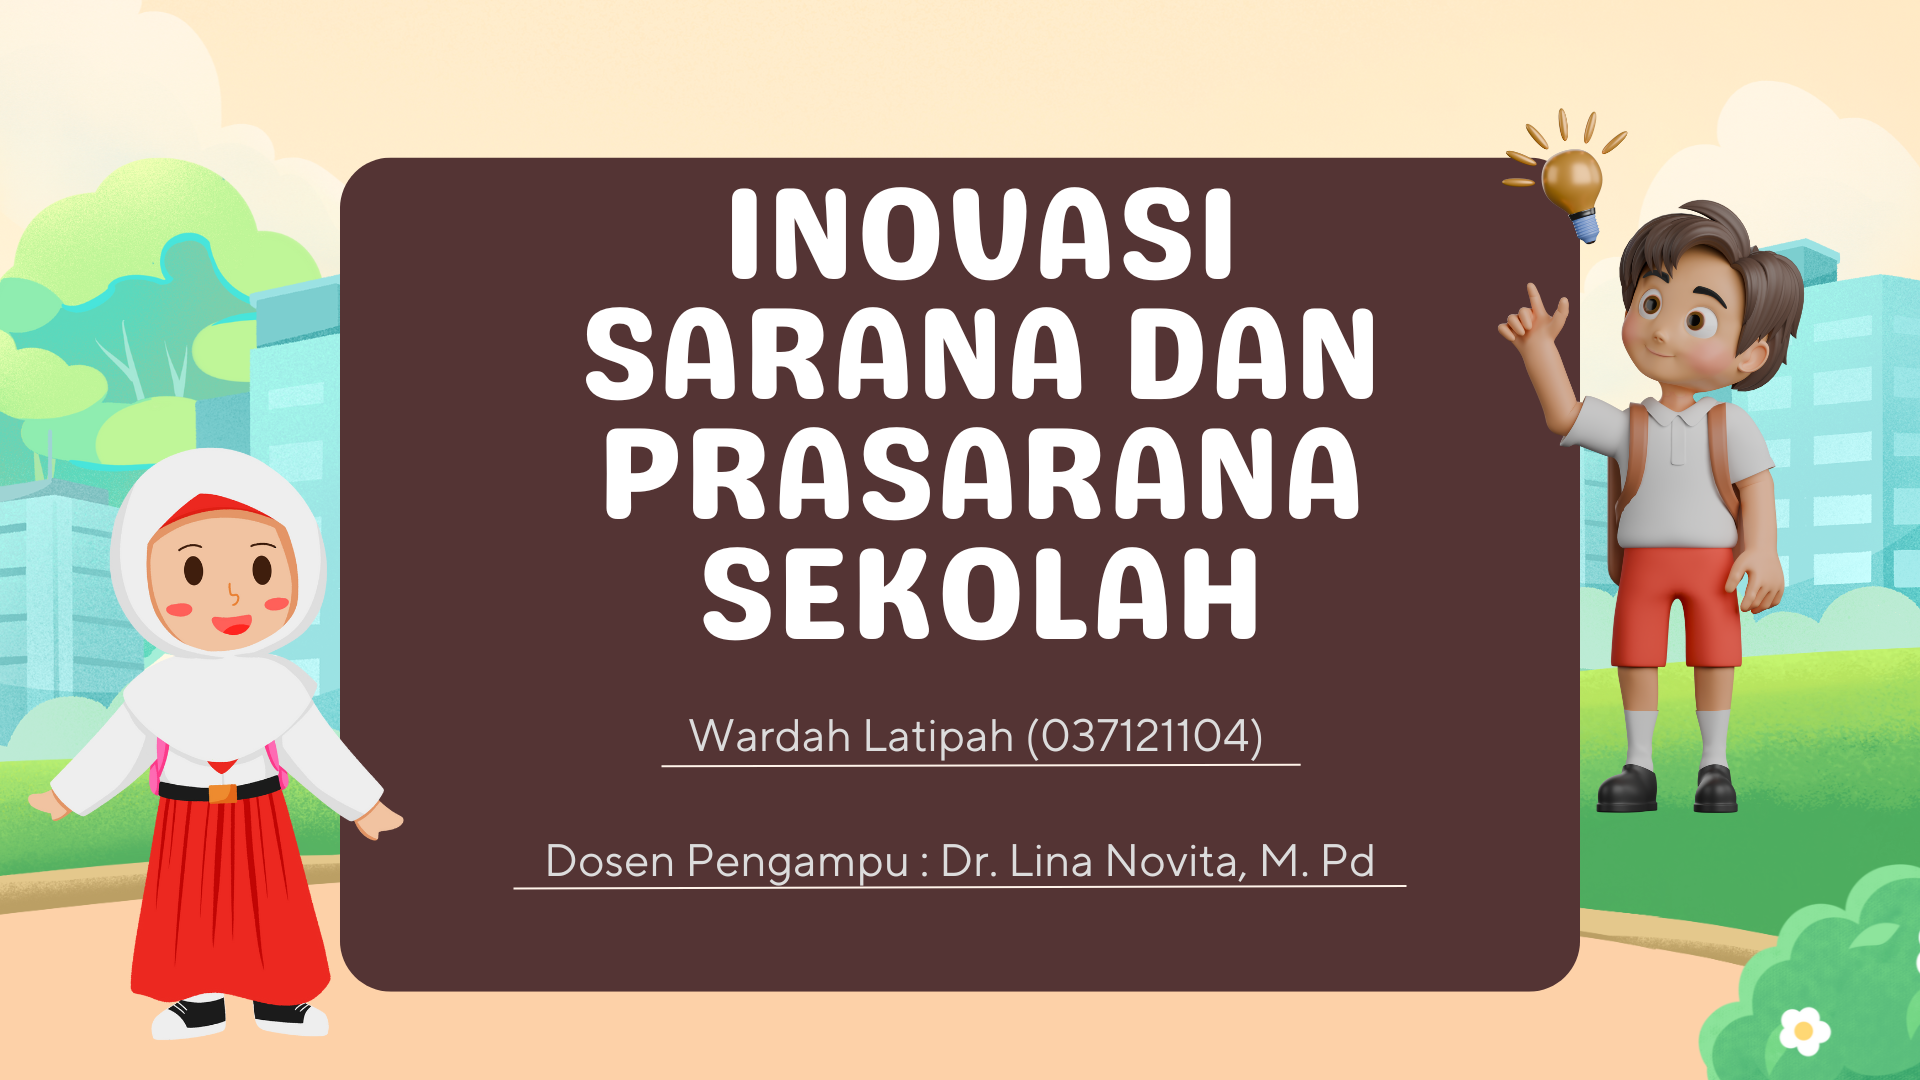 INOVASI
SARANA DAN
PRASARANA
SEKOLAH
Wardah Latipah (037121104)
Dosen Pengampu : Dr. Lina Novita, M. Pd